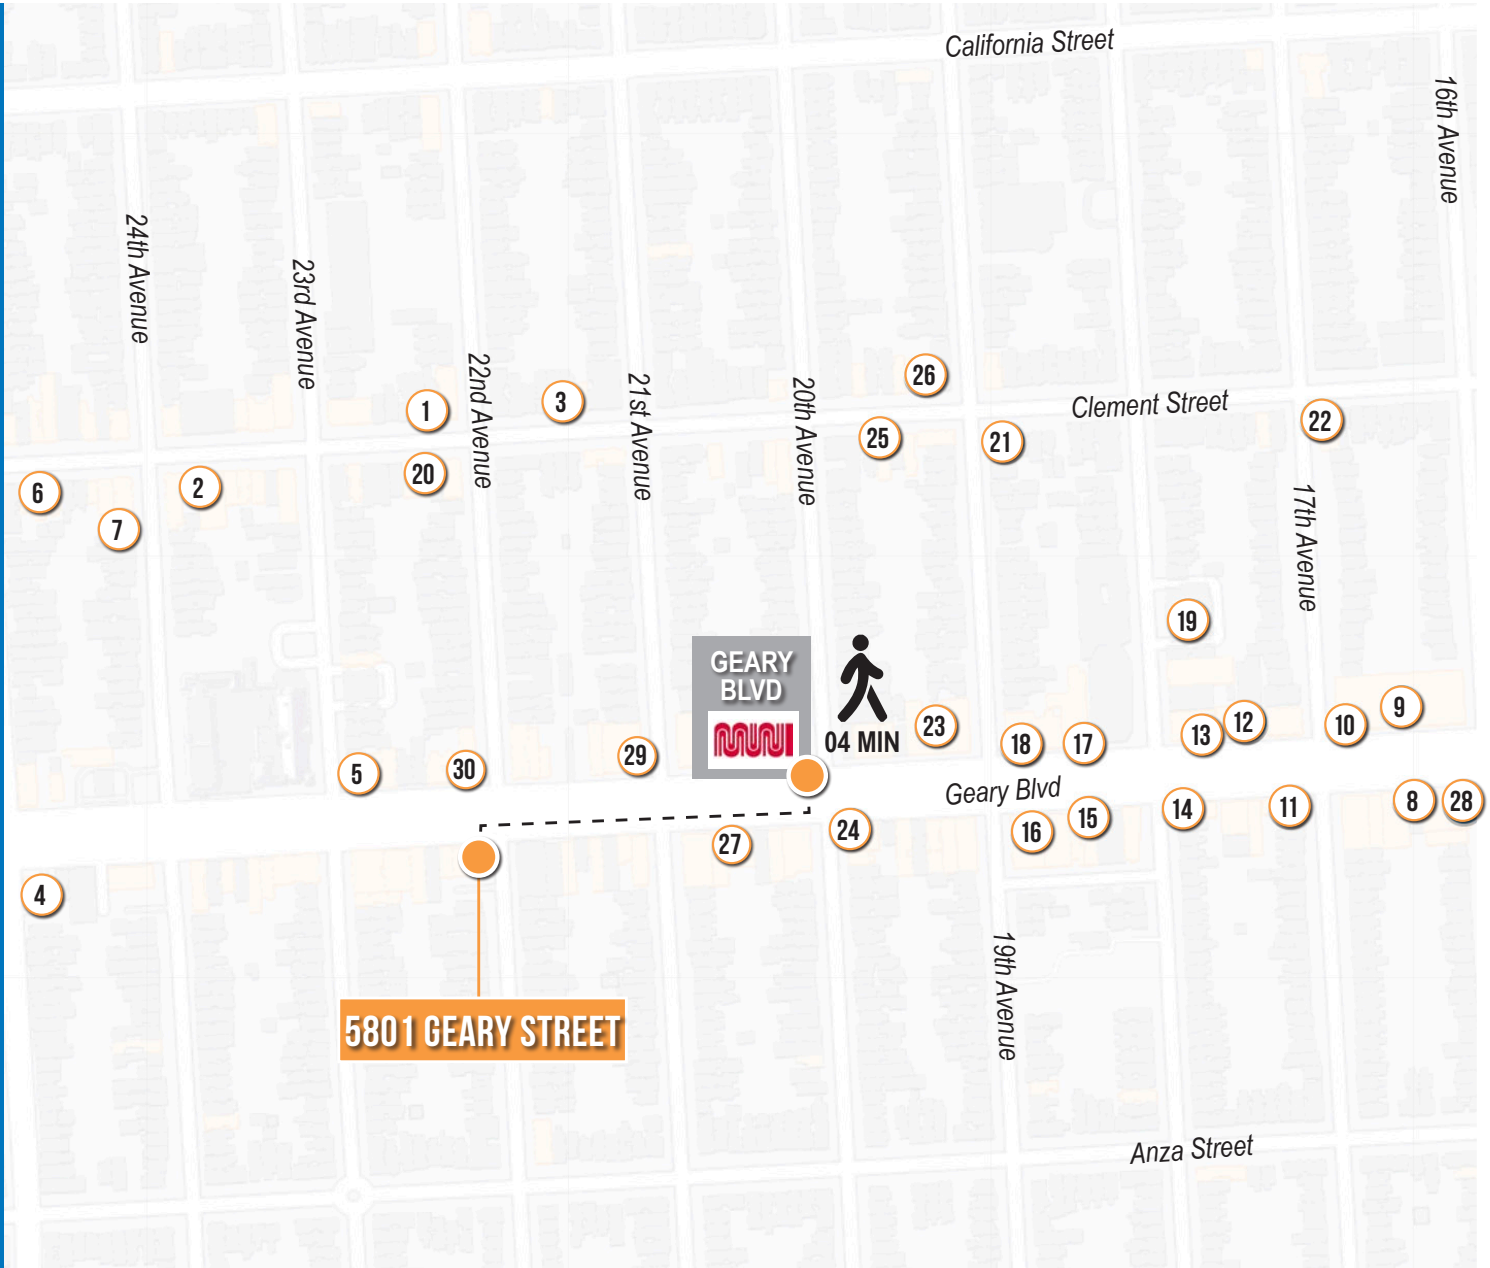 California Street
16th Avenue
24th Avenue
23rd Avenue
22nd Avenue
21st Avenue
20th Avenue
26
1
3
Clement Street
22
25
21
20
6
2
7
17th Avenue
19
GEARY
BLVD
MUNI
04 MIN
23
9
12
10
13
18
17
29
30
5
Geary Blvd
8
28
11
14
15
16
24
27
4
19th Avenue
5801 GEARY STREET
Anza Street